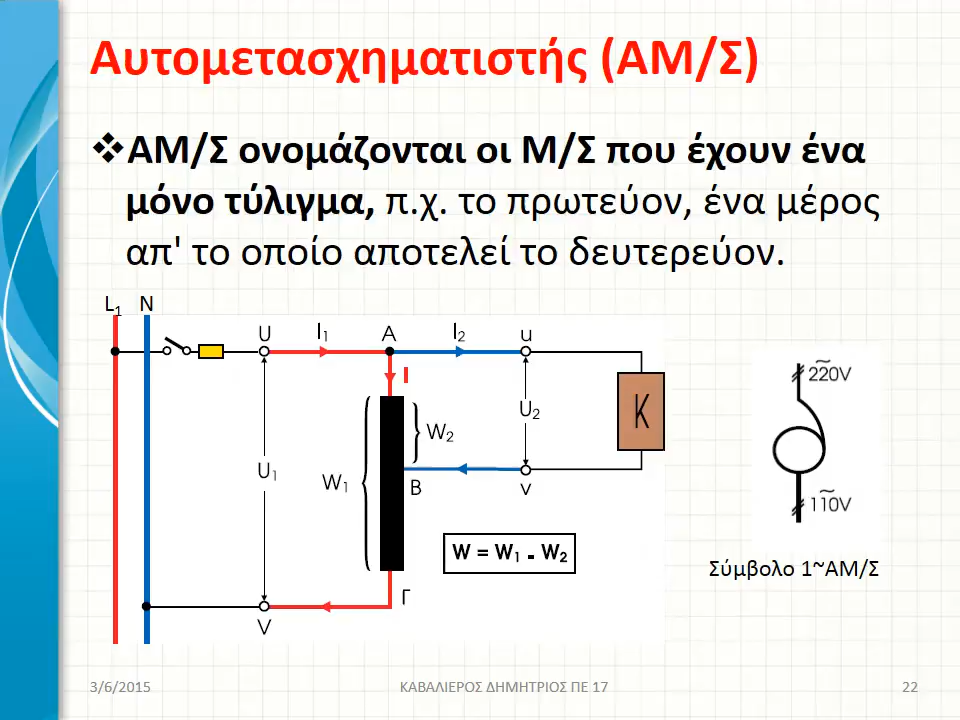 Αυτομετασχηματιστής (ΑΜ/Σ)
❖ΑΜ/Σ ονομάζονται οι Μ/Σ που έχουν ένα
μόνο τύλιγμα, π.χ. το πρωτεύον, ένα μέρος
απ' το οποίο αποτελεί το δευτερεύον.
L1 N
U I1 A I2 u
I
W2
U2
K
U1
W1
B
v
W = W1 - W2
Γ
V
~
220V
~
110V
Σύμβολο 1~ΑΜ/Σ
3/6/2015
ΚΑΒΑΛΙΕΡΟΣ ΔΗΜΗΤΡΙΟΣ ΠΕ 17
22